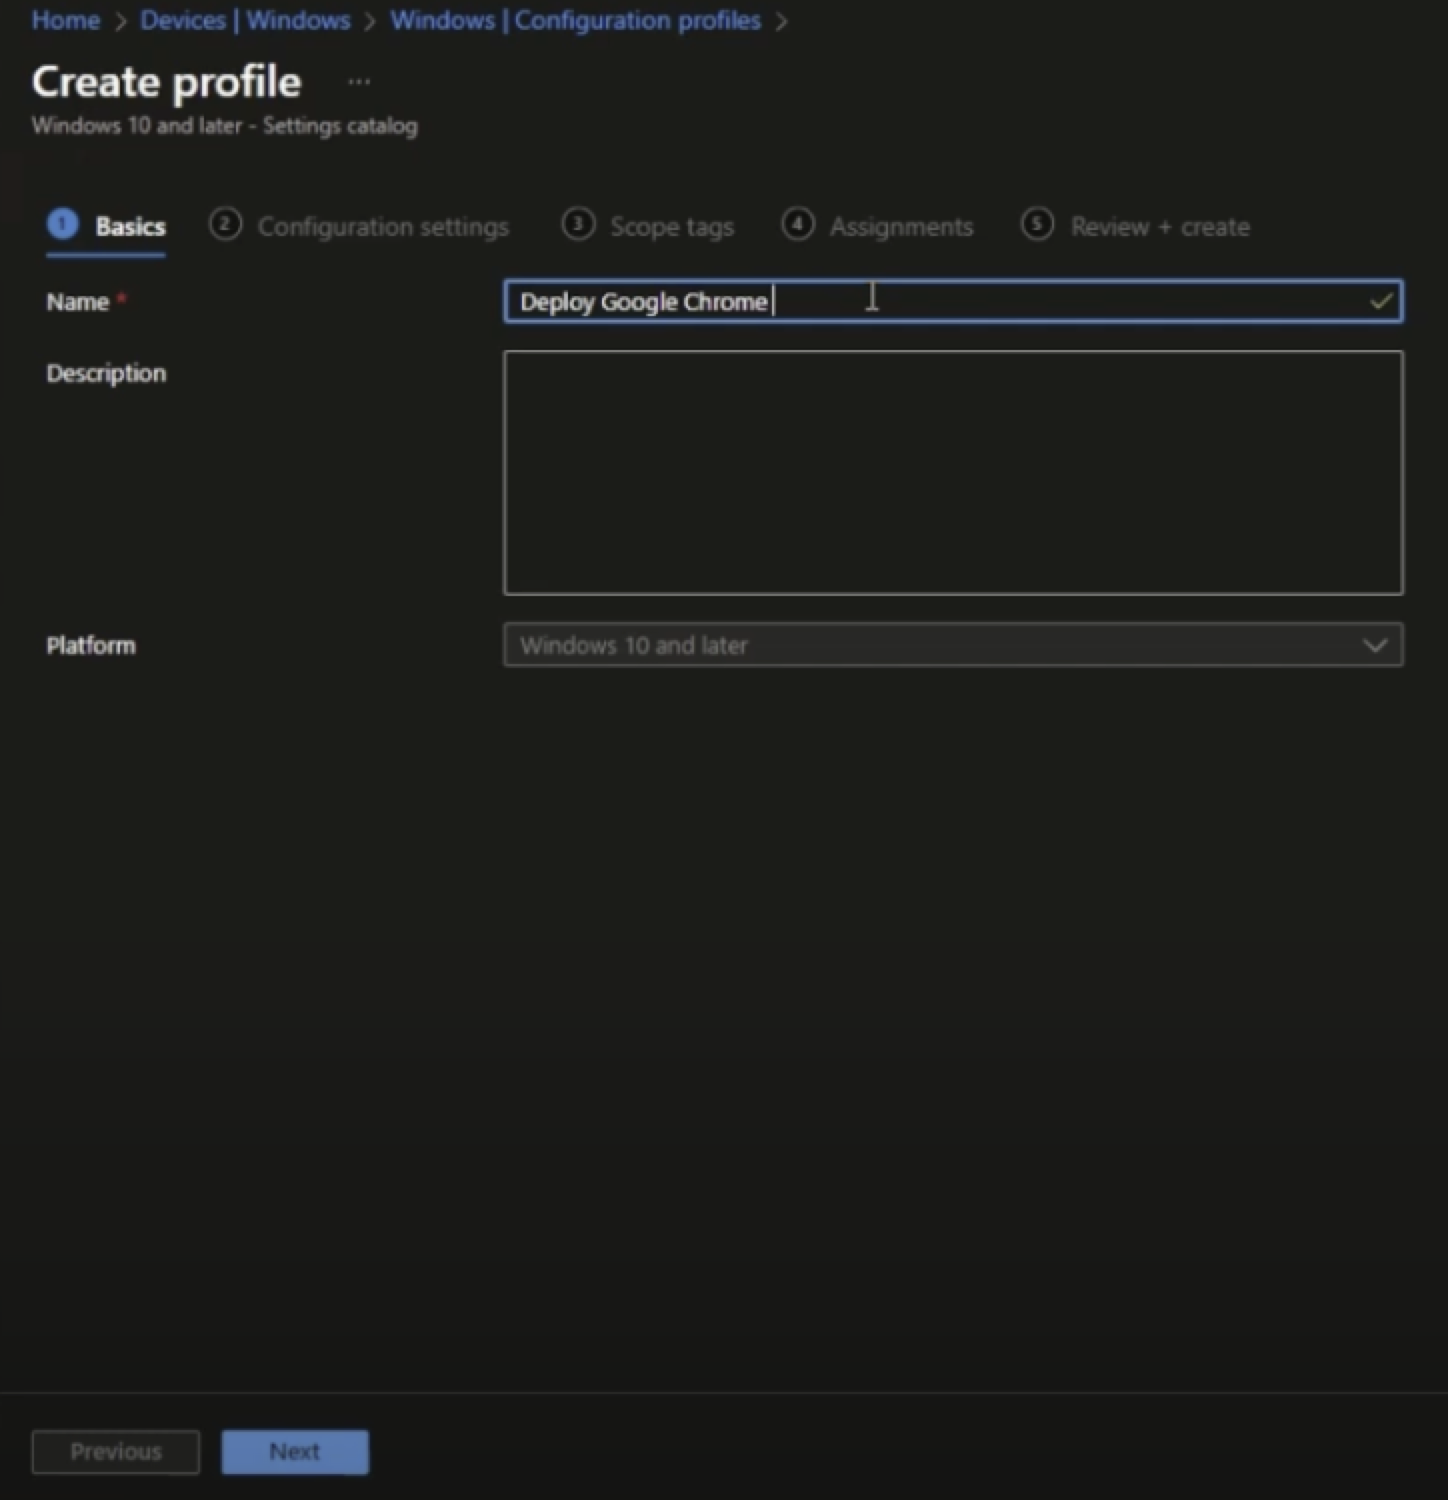 Home > Devices | Windows > Windows | Configuration profiles >
Create profile ...
Windows 10 and later - Settings catalog
1 Basics 2 Configuration settings 3 Scope tags 4 Assignments 5 Review + create
Name * Deploy Google Chrome
Description
Platform Windows 10 and later
Previous Next